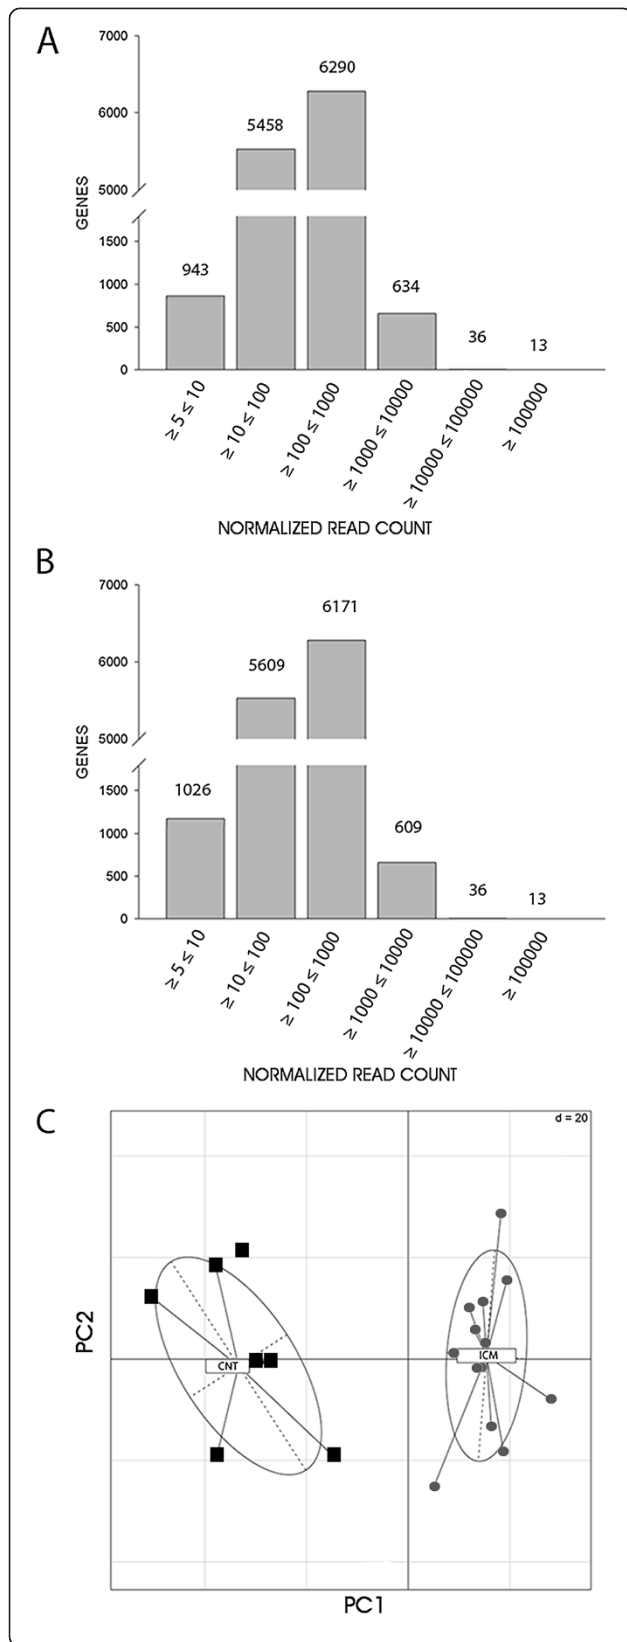 A
7000
6000
5000
1500
1000
500
0
GENES
943
5458
6290
634
36
13
≥ 5 ≤ 10
≥ 10 ≤ 100
≥ 100 ≤ 1000
≥ 1000 ≤ 10000
≥ 10000 ≤ 100000
≥ 100000
NORMALIZED READ COUNT
B
7000
6000
5000
1500
1000
500
0
GENES
1026
5609
6171
609
36
13
≥ 5 ≤ 10
≥ 10 ≤ 100
≥ 100 ≤ 1000
≥ 1000 ≤ 10000
≥ 10000 ≤ 100000
≥ 100000
NORMALIZED READ COUNT
C
d = 20
PC2
CNT
ICM
PC1